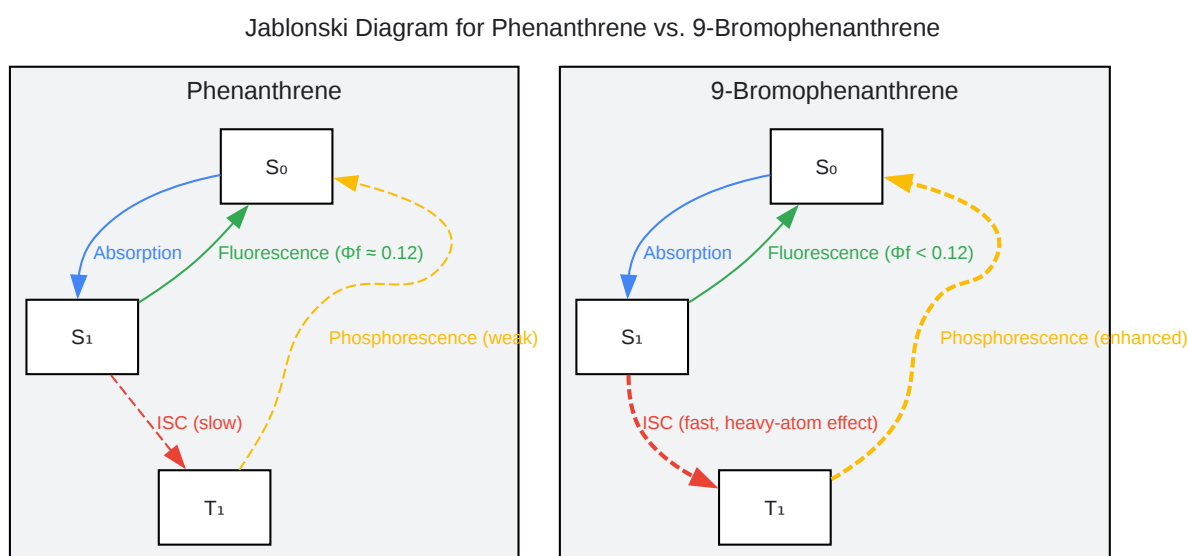 Jablonski Diagram for Phenanthrene vs. 9-Bromophenanthrene
Phenanthrene
S₀
Absorption
Fluorescence (Φf ≈ 0.12)
S₁
Phosphorescence (weak)
ISC (slow)
T₁
9-Bromophenanthrene
S₀
Absorption
Fluorescence (Φf < 0.12)
S₁
Phosphorescence (enhanced)
ISC (fast, heavy-atom effect)
T₁